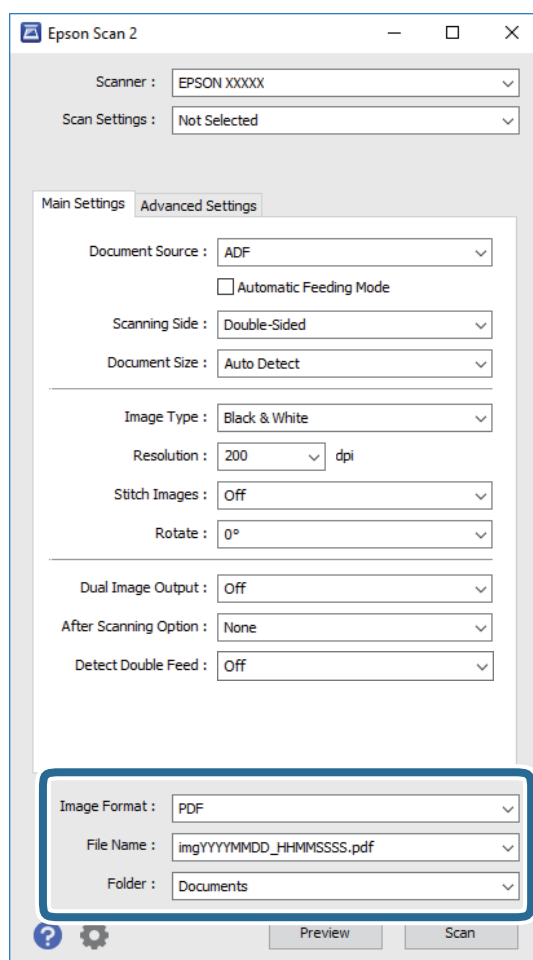 Epson Scan 2
Scanner : EPSON XXXXX
Scan Settings : Not Selected
Main Settings Advanced Settings
Document Source : ADF
Automatic Feeding Mode
Scanning Side : Double-Sided
Document Size : Auto Detect
Image Type : Black & White
Resolution : 200 dpi
Stitch Images : Off
Rotate : 0°
Dual Image Output : Off
After Scanning Option : None
Detect Double Feed : Off
Image Format : PDF
File Name : imgYYYYMMDD_HHMMSSSS.pdf
Folder : Documents
? Preview Scan